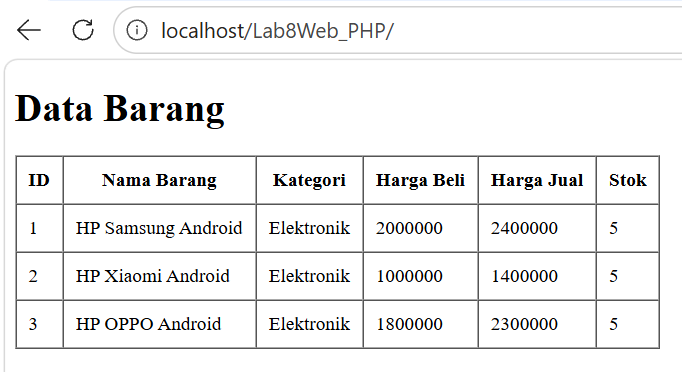 localhost/Lab8Web_PHP/
Data Barang
ID Nama Barang Kategori Harga Beli Harga Jual Stok
1 HP Samsung Android Elektronik 2000000 2400000 5
2 HP Xiaomi Android Elektronik 1000000 1400000 5
3 HP OPPO Android Elektronik 1800000 2300000 5